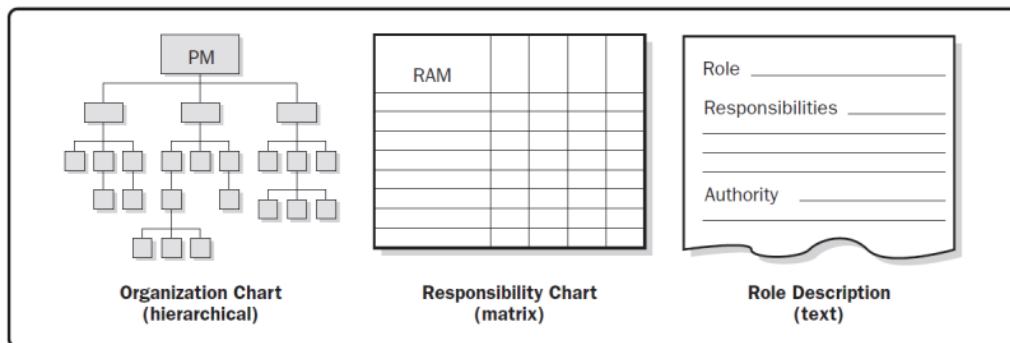 PM
RAM
Role
Responsibilities
Authority
Organization Chart
(hierarchical)
Responsibility Chart
(matrix)
Role Description
(text)